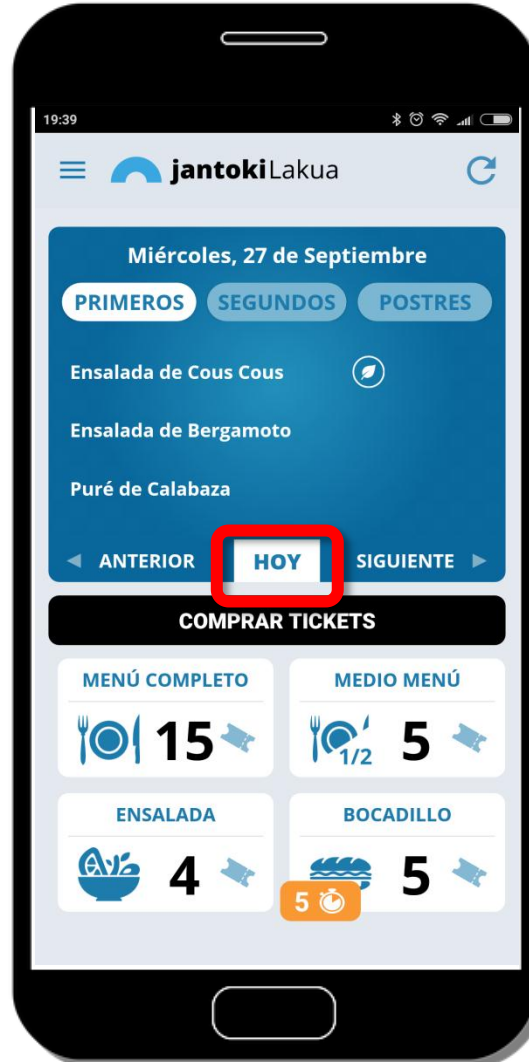 19:39
jantokiLakua
Miércoles, 27 de Septiembre
PRIMEROS SEGUNDOS POSTRES
Ensalada de Cous Cous
Ensalada de Bergamoto
Puré de Calabaza
ANTERIOR HOY SIGUIENTE
COMPRAR TICKETS
MENÚ COMPLETO MEDIO MENÚ
15 1/2 5
ENSALADA BOCADILLO
4 5
5